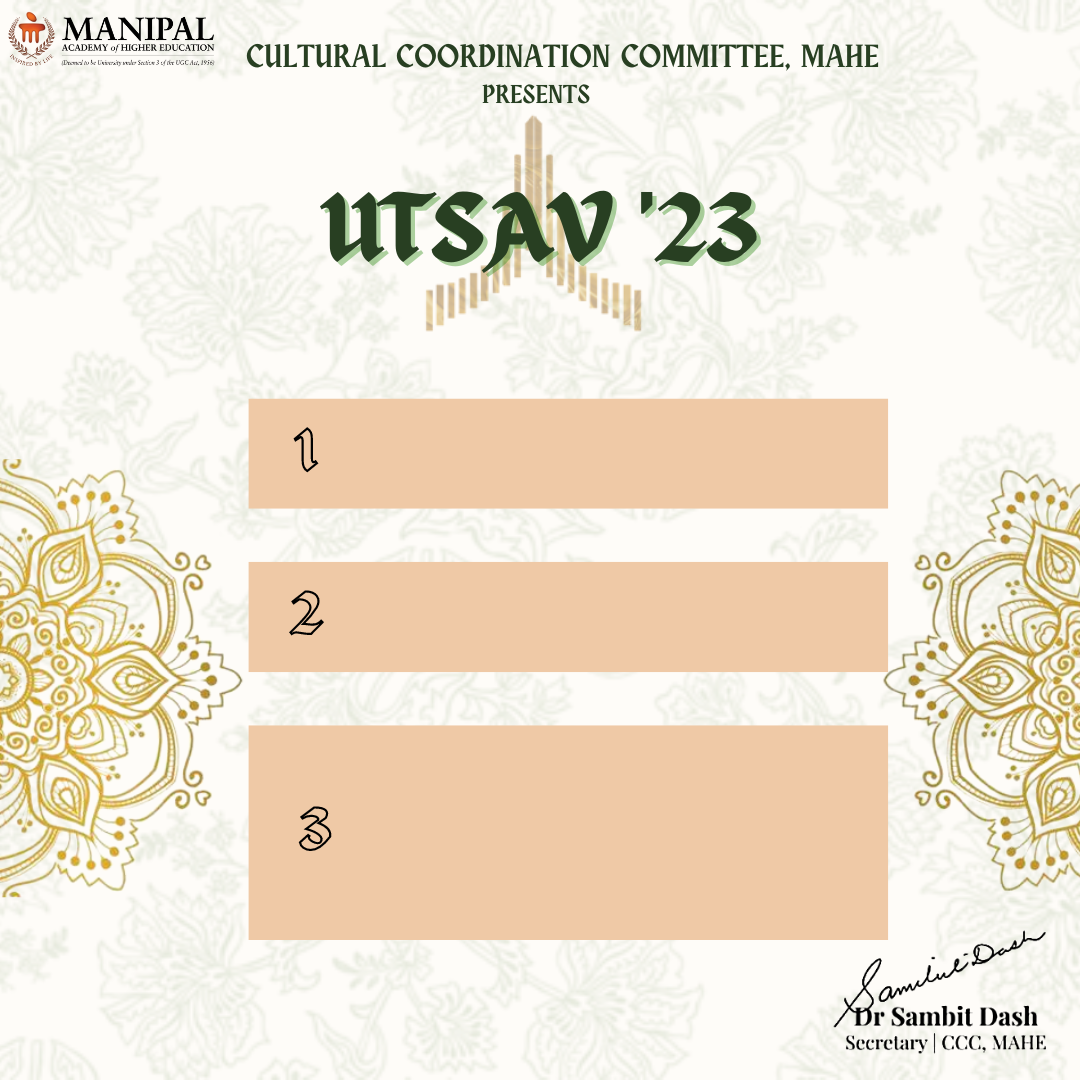 MANIPAL
ACADEMY of HIGHER EDUCATION
(Deemed to be University under Section 3 of the UGC Act, 1956)
INSPIRED BY LIFE
CULTURAL COORDINATION COMMITTEE, MAHE
PRESENTS
UTSAV '23
1
2
3
Sambit Dash
Dr Sambit Dash
Secretary | CCC, MAHE